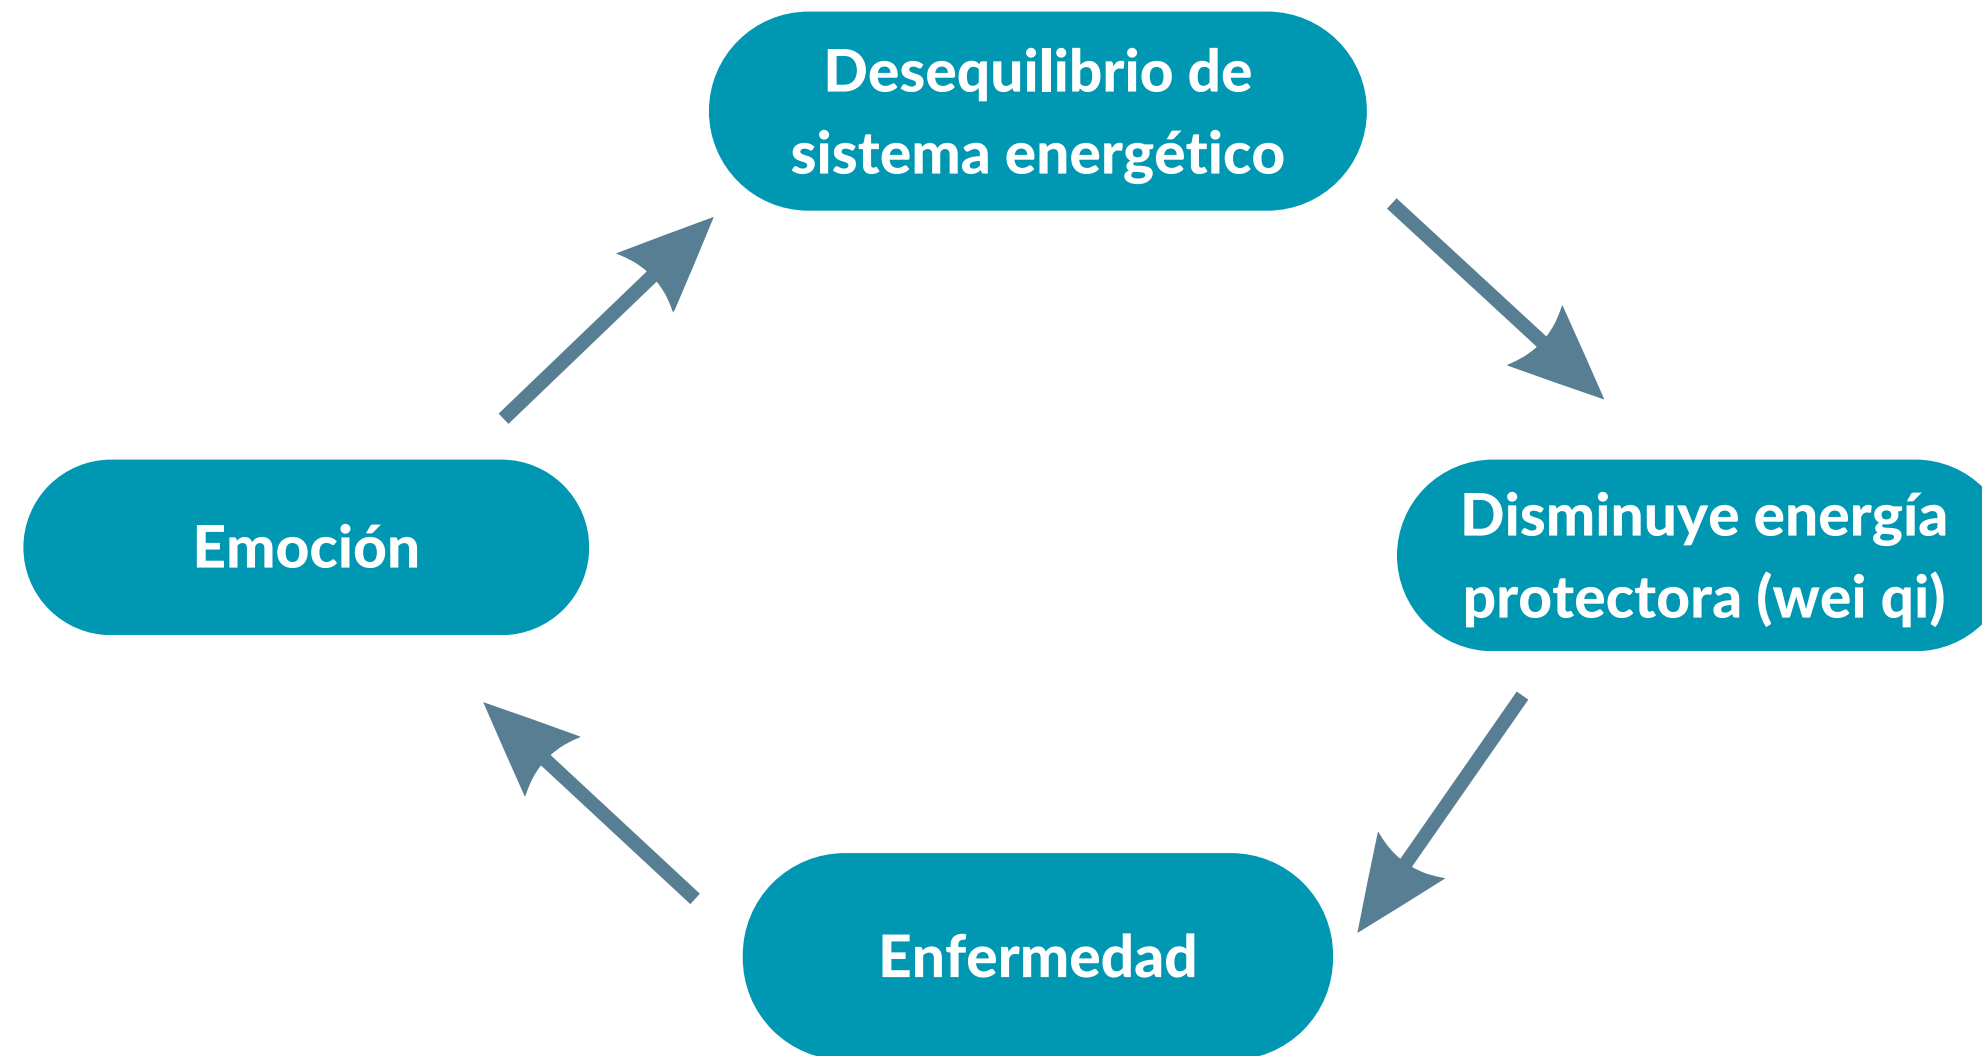 Desequilibrio de
sistema energético
Emoción
Disminuye energía
protectora (wei qi)
Enfermedad